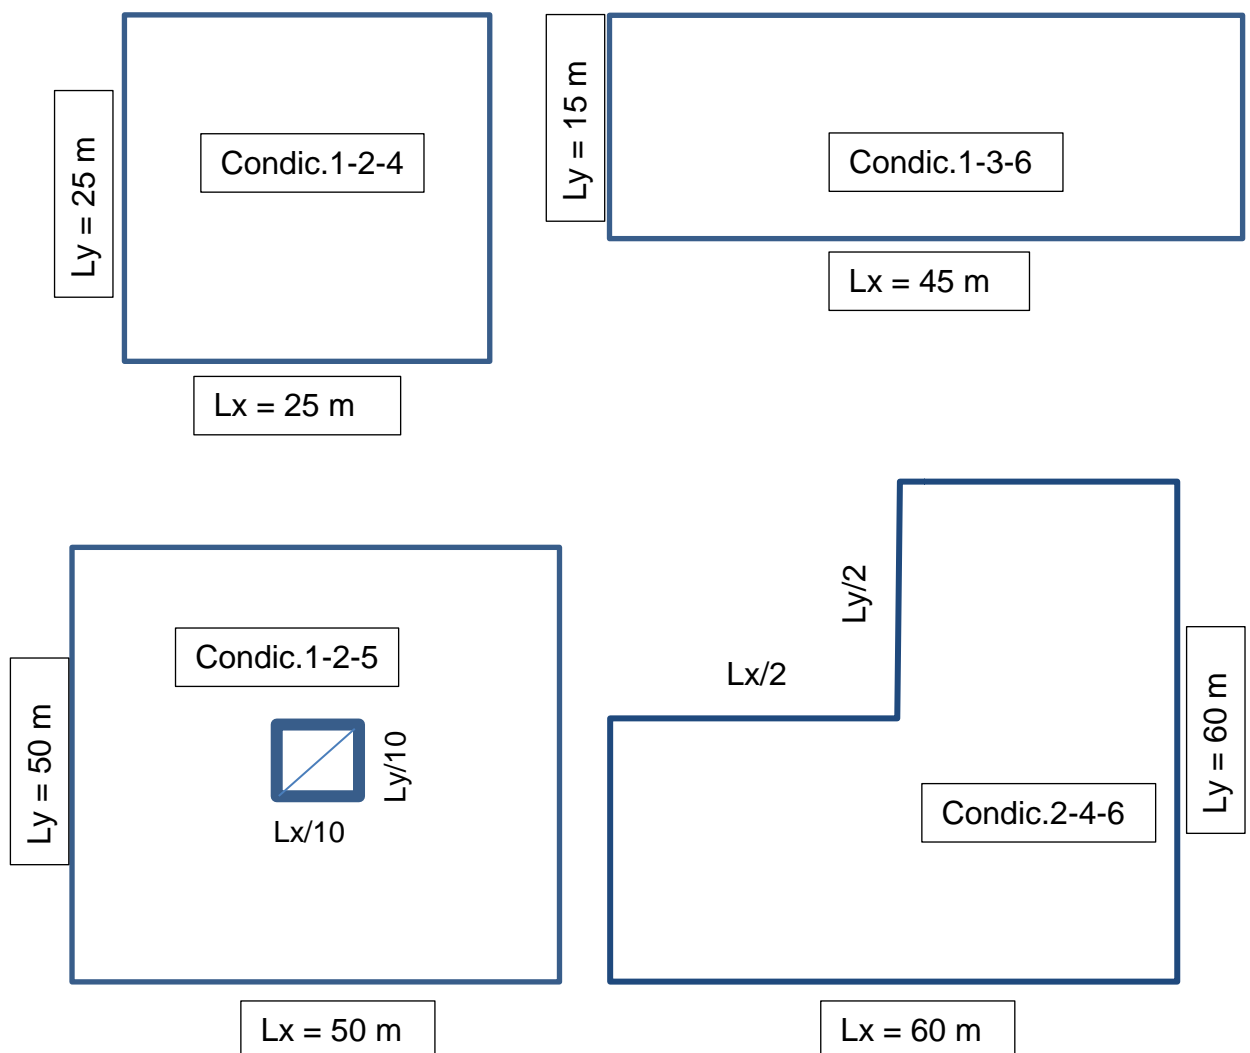 Ly = 25 m
Condic.1-2-4
Lx = 25 m
Ly = 15 m
Condic.1-3-6
Lx = 45 m
Ly = 50 m
Condic.1-2-5
Ly/10
Lx/10
Lx = 50 m
Ly/2
Lx/2
Ly = 60 m
Condic.2-4-6
Lx = 60 m